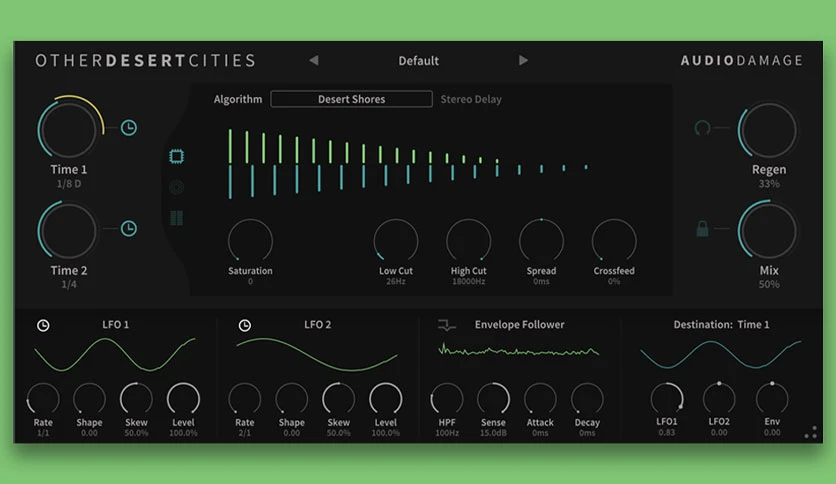 OTHERDESERTCITIES
Default
AUDIODAMAGE
Algorithm Desert Shores Stereo Delay
Time 1
1/8 D
Regen
33%
Time 2
1/4
Mix
50%
Saturation
0
Low Cut
26Hz
High Cut
18000Hz
Spread
0ms
Crossfeed
0%
LFO 1
Rate Shape Skew Level
1/1 0.00 50.0% 100.0%
LFO 2
Rate Shape Skew Level
2/1 0.00 50.0% 100.0%
Envelope Follower
HPF Sense Attack Decay
100Hz 15.0dB 0ms 0ms
Destination: Time 1
LFO1 LFO2 Env
0.83 0.00 0.00